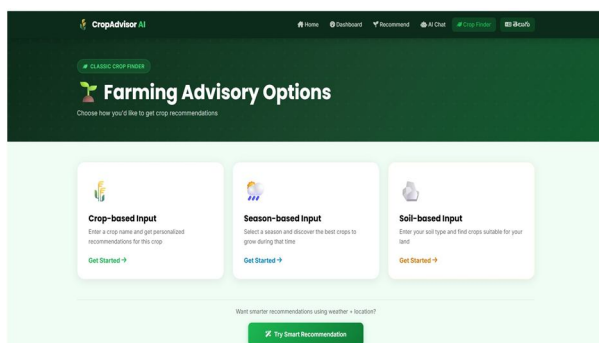 CropAdvisor AI
Home
Dashboard
Recommend
AI Chat
Crop Finder
తెలుగు
CLASSIC CROP FINDER
Farming Advisory Options
Choose how you'd like to get crop recommendations
Crop-based Input
Enter a crop name and get personalized
recommendations for this crop
Get Started →
Season-based Input
Select a season and discover the best crops to
grow during that time
Get Started →
Soil-based Input
Enter your soil type and find crops suitable for your
land
Get Started →
Want smarter recommendations using weather + location?
Try Smart Recommendation